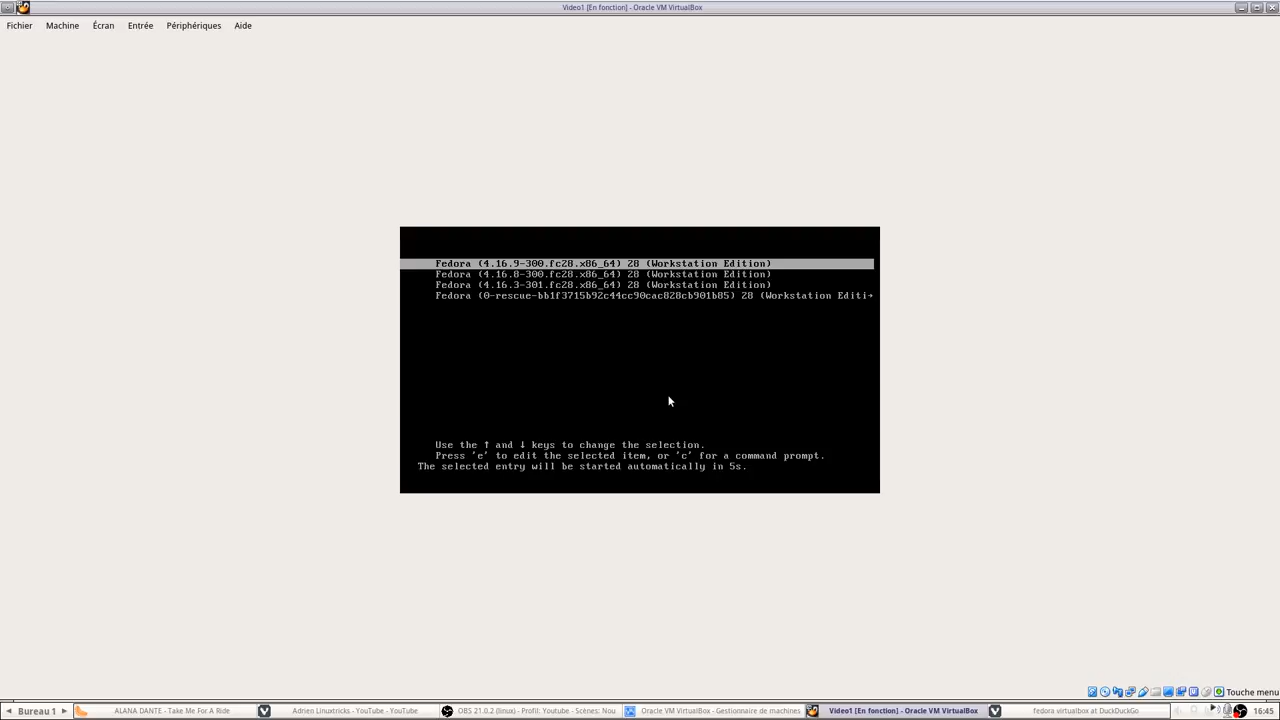 Video1 [En fonction] - Oracle VM VirtualBox
Fichier Machine Écran Entrée Périphériques Aide
Fedora (4.16.9-300.fc28.x86_64) 28 (Workstation Edition)
Fedora (4.16.8-300.fc28.x86_64) 28 (Workstation Edition)
Fedora (4.16.3-301.fc28.x86_64) 28 (Workstation Edition)
Fedora (0-rescue-bb1f3715b92c44cc90cac828cb901b85) 28 (Workstation Editi→
Use the ↑ and ↓ keys to change the selection.
Press 'e' to edit the selected item, or 'c' for a command prompt.
The selected entry will be started automatically in 5s.
Touche menu
Bureau 1 ALANA DANTE - Take Me For A Ride Adrien Linuxtricks - YouTube - YouTube OBS 21.0.2 (linux) - Profil: Youtube - Scènes: Nou Oracle VM VirtualBox - Gestionnaire de machines Video1 [En fonction] - Oracle VM VirtualBox fedora virtualbox at DuckDuckGo 16:45